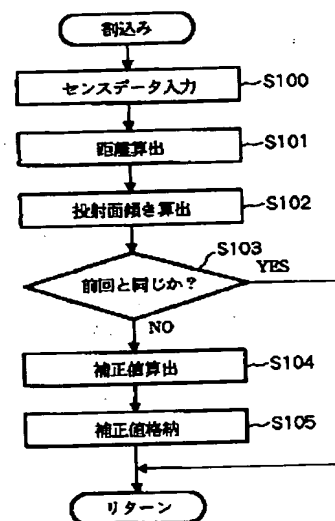 割込み
センスデータ入力
S100
距離算出
S101
投射面傾き算出
S102
S103
前回と同じか?
YES
NO
補正値算出
S104
補正値格納
S105
リターン